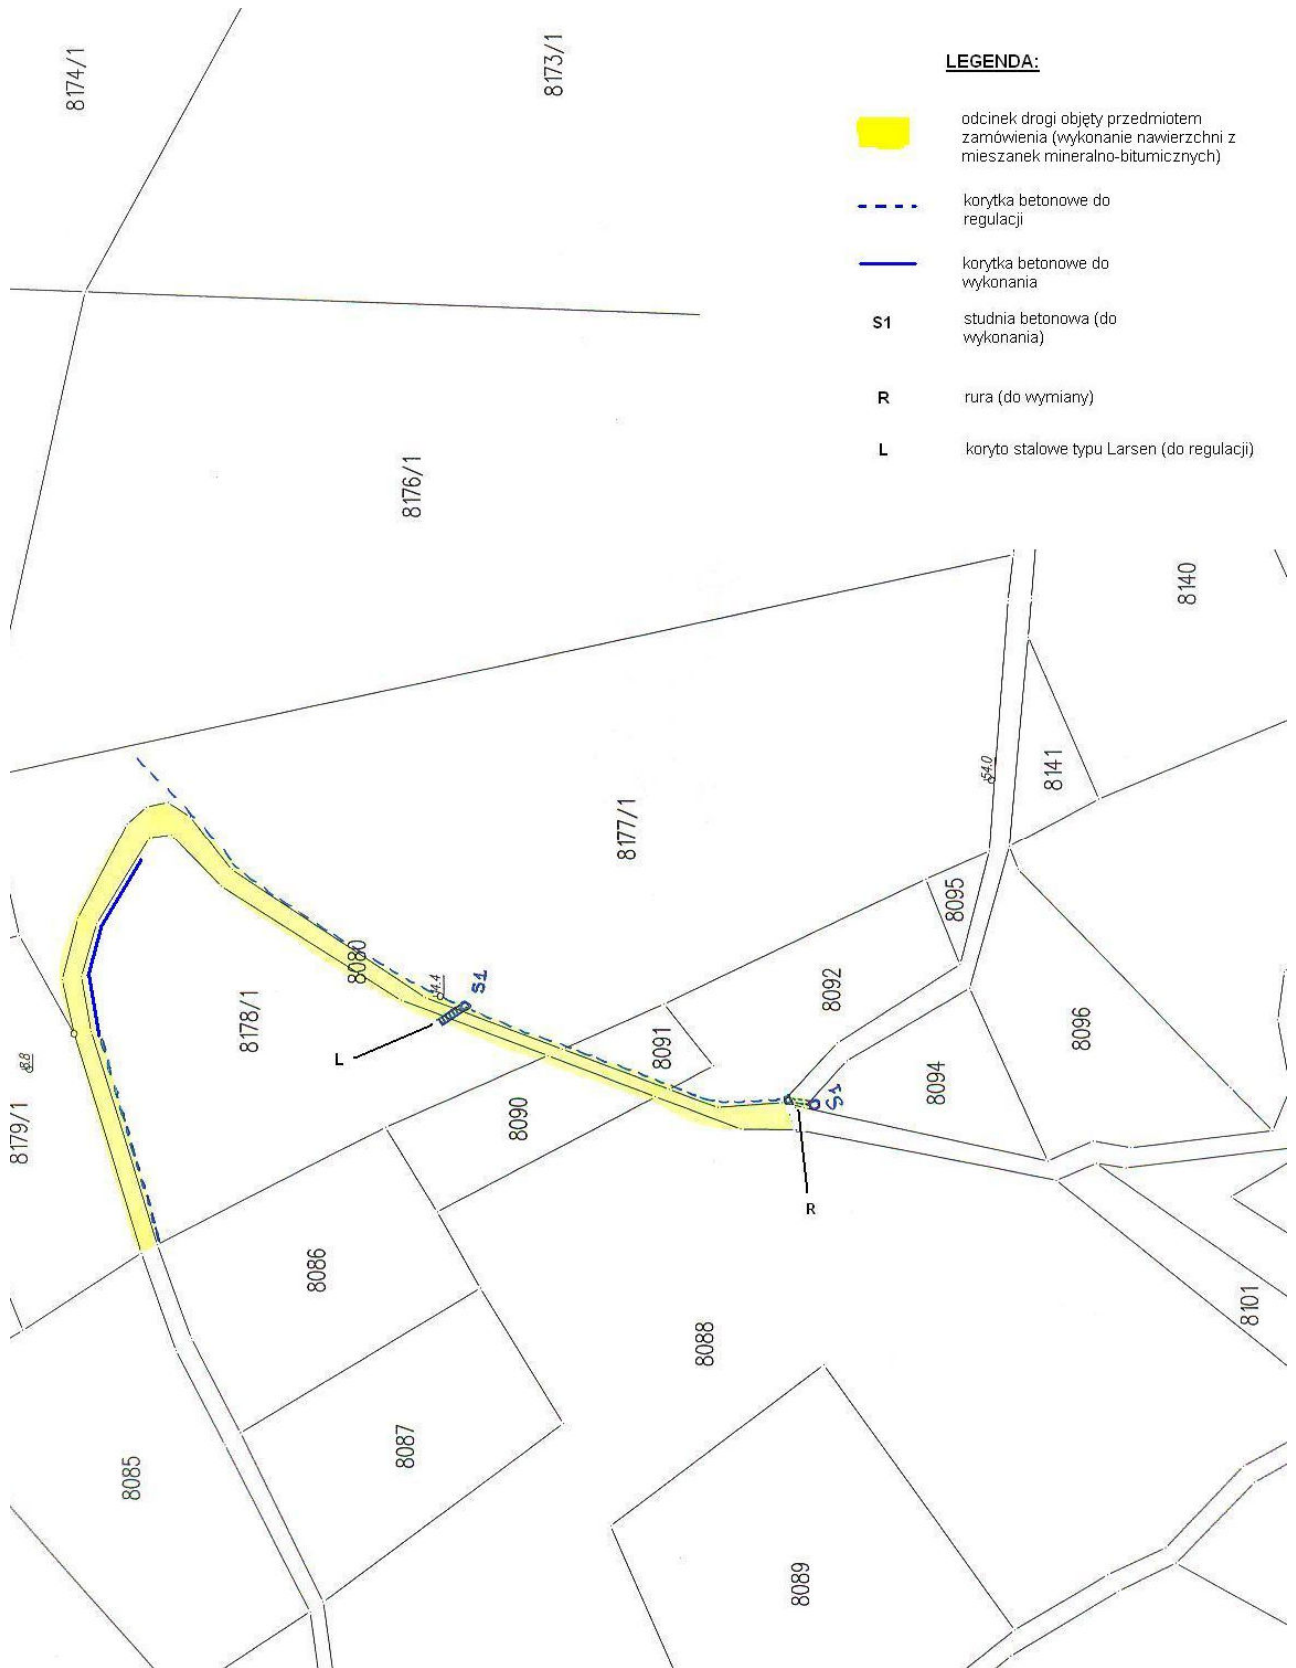 8174/1
8173/1
LEGENDA:
odcinek drogi objęty przedmiotem
zamówienia (wykonanie nawierzchni z
mieszanek mineralno-bitumicznych)
korytka betonowe do
regulacji
korytka betonowe do
wykonania
S1
studnia betonowa (do
wykonania)
R
rura (do wymiany)
L
koryto stalowe typu Larsen (do regulacji)
8176/1
8140
54.0
8141
8177/1
8095
8080
S1
8092
8178/1
8091
8096
L
8094
S1
8090
8179/1
R
8086
8101
8088
8087
8085
8089